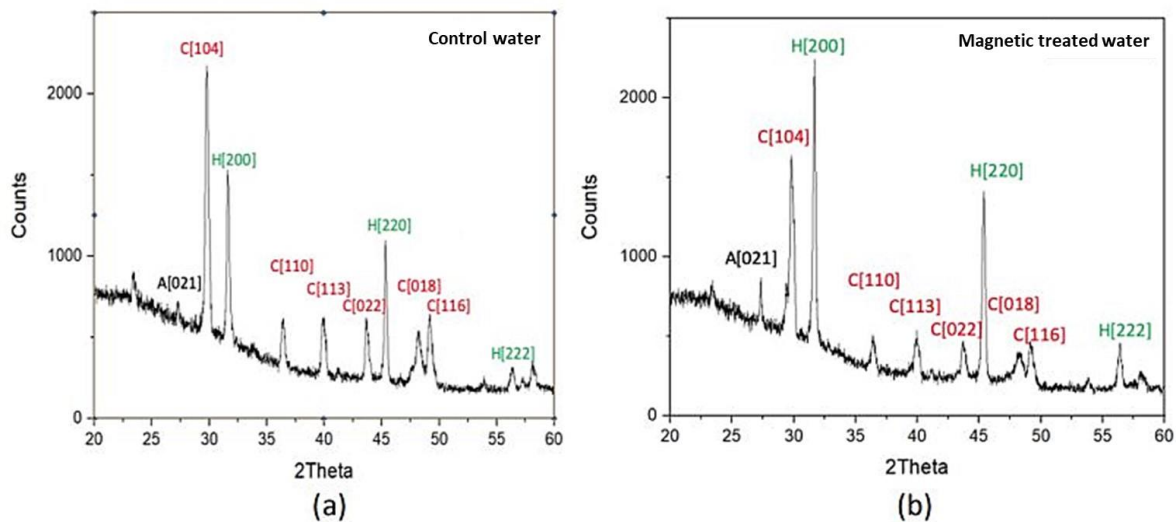 Control water
C[104]
H[200]
A[021]
C[110]
C[113]
C[022]
H[220]
C[018]
C[116]
H[222]
Counts
2000
1000
0
20 25 30 35 40 45 50 55 60
2Theta
(a)
Magnetic treated water
H[200]
C[104]
A[021]
C[110]
C[113]
C[022]
H[220]
C[018]
C[116]
H[222]
Counts
2000
1000
0
20 25 30 35 40 45 50 55 60
2Theta
(b)